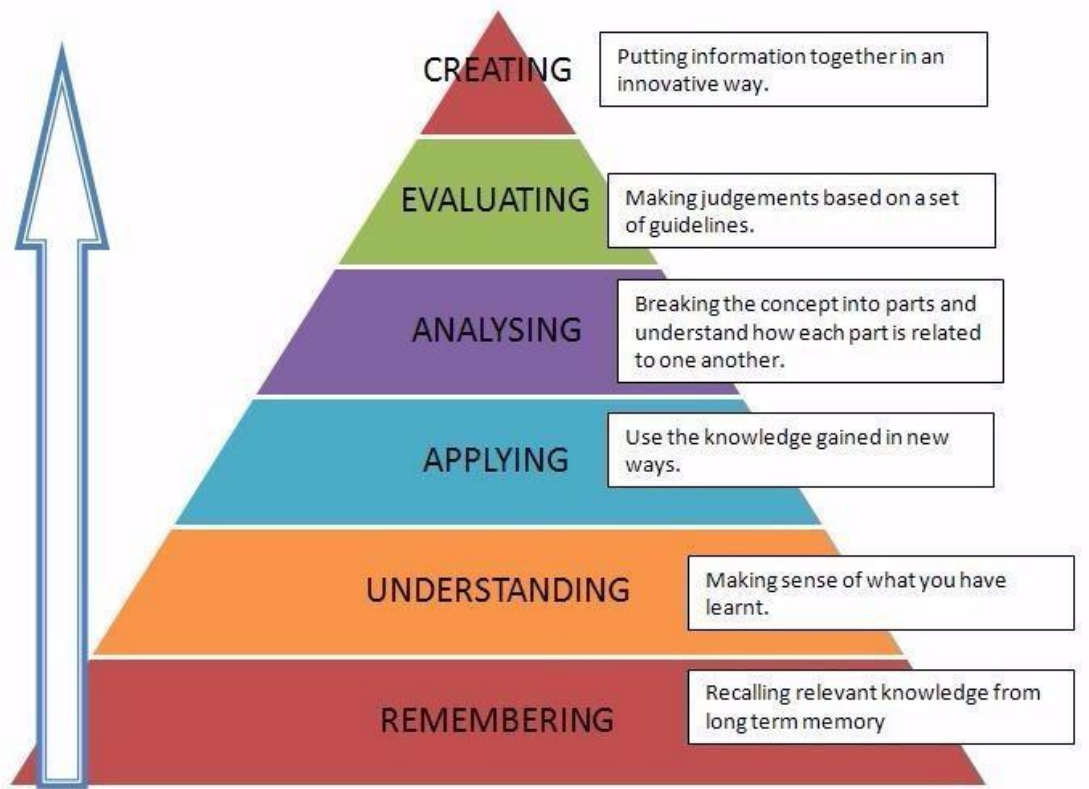 CREATING
Putting information together in an
innovative way.
EVALUATING
Making judgements based on a set
of guidelines.
ANALYSING
Breaking the concept into parts and
understand how each part is related
to one another.
APPLYING
Use the knowledge gained in new
ways.
UNDERSTANDING
Making sense of what you have
learnt.
REMEMBERING
Recalling relevant knowledge from
long term memory